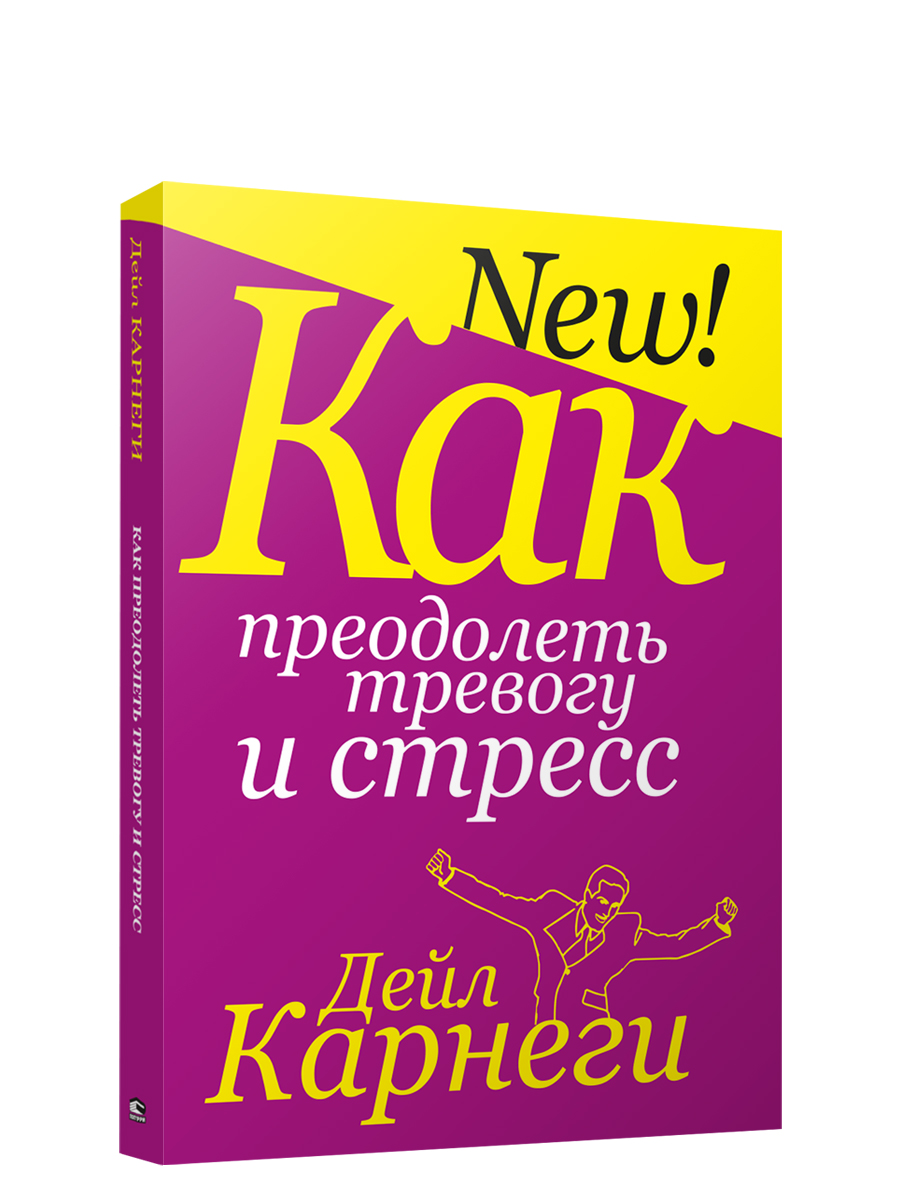 New!
Как
преодолеть
тревогу
и стресс
Дейл
Карнеги
Дейл КАРНЕГИ
КАК ПРЕОДОЛЕТЬ ТРЕВОГУ И СТРЕСС